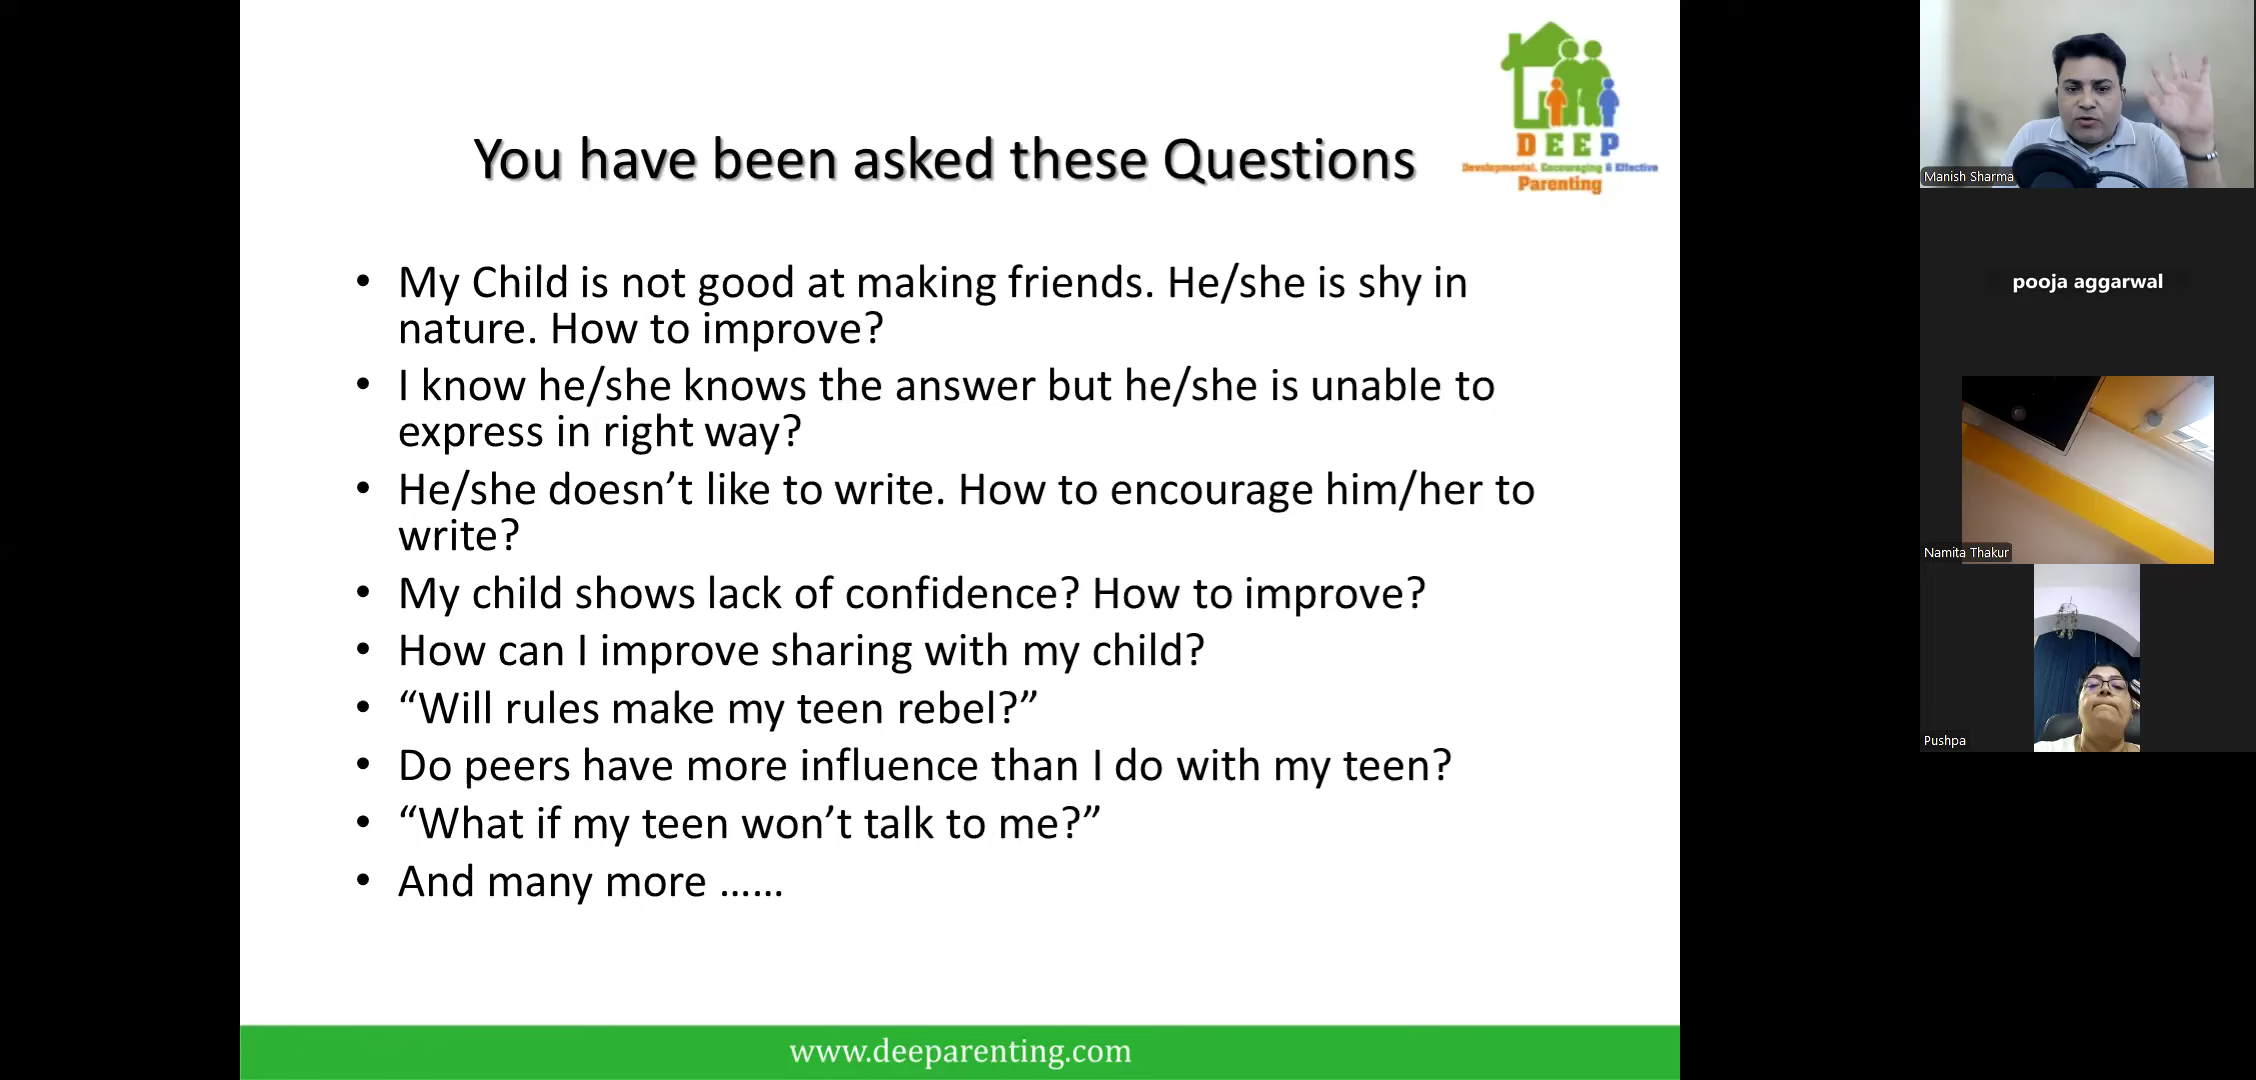 You have been asked these Questions
D E E P
Developmental, Encouraging & Effective
Parenting
• My Child is not good at making friends. He/she is shy in
nature. How to improve?
• I know he/she knows the answer but he/she is unable to
express in right way?
• He/she doesn’t like to write. How to encourage him/her to
write?
• My child shows lack of confidence? How to improve?
• How can I improve sharing with my child?
• “Will rules make my teen rebel?”
• Do peers have more influence than I do with my teen?
• “What if my teen won’t talk to me?”
• And many more ……
www.deeparenting.com
Manish Sharma
pooja aggarwal
Namita Thakur
Pushpa